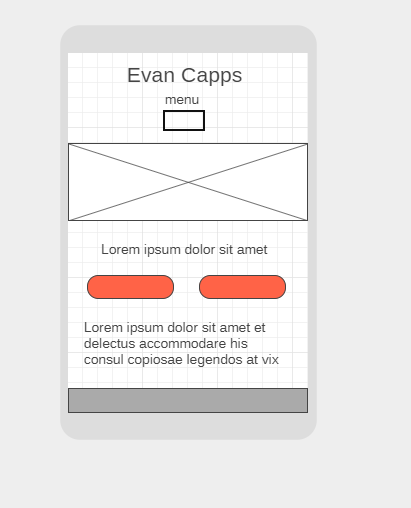 Evan Capps
menu
Lorem ipsum dolor sit amet
Lorem ipsum dolor sit amet et
delectus accommodare his
consul copiosae legendos at vix